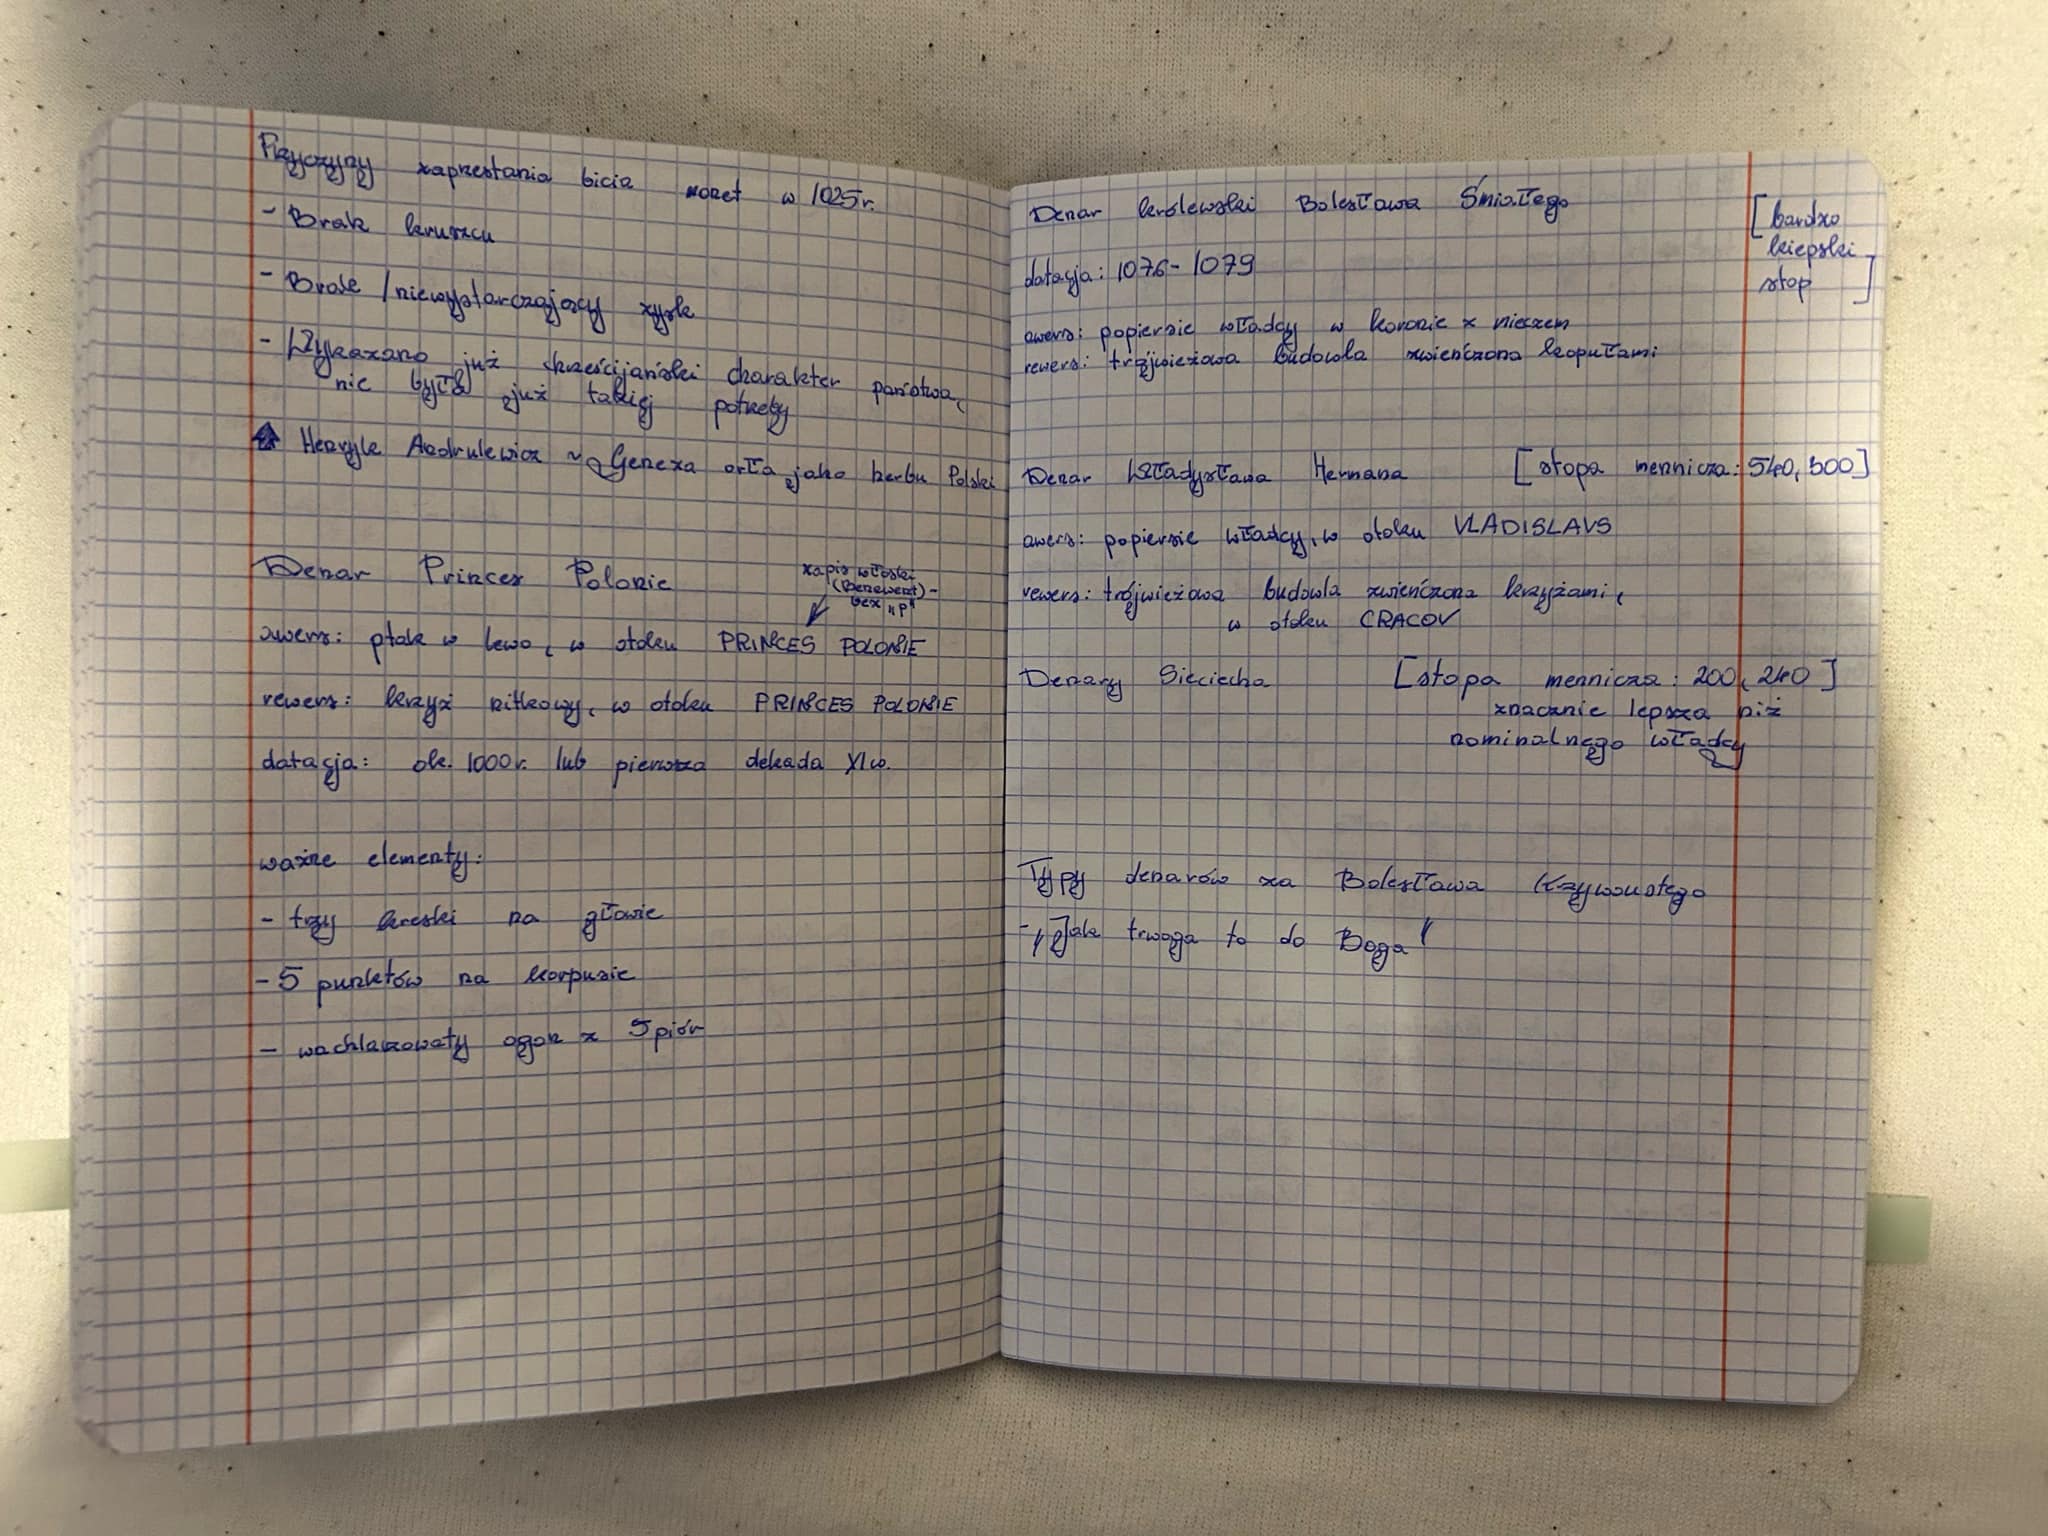 Przyczyny zaprzestania bicia monet w 1025 r.
- Brak kruszcu
- Brak / niewystarczający zysk
- Wykazano już chrześcijański charakter państwa,
nie była już takiej potrzeby
Henryk Andrulewicz ~ Geneza orła jako herbu Polski
Denar Princes Polonie
zapis włoski
(Benewent) -
bez „p"
awers: ptak w lewo, w otoku PRINCES POLONIE
rewers: krzyż nitkowy, w otoku PRINCES POLONIE
datacja: ok. 1000 r. lub pierwsza dekada XI w.
ważne elementy:
- trzy kreski na głowie
- 5 punktów na korpusie
- wachlarzowaty ogon z 5 piór
Denar królewski Bolesława Śmiałego
[bardzo
kiepski
stop]
datacja: 1076-1079
awers: popiersie władcy w koronie z mieczem
rewers: trójwieżowa budowla zwieńczona kopułami
Denar Władysława Hermana [stopa mennicza: 540, 300]
awers: popiersie władcy, w otoku VLADISLAVS
rewers: trójwieżowa budowla zwieńczona krzyżami,
w otoku CRACOV
Denary Sieciecha [stopa mennicza: 200, 240]
znacznie lepsza niż
nominalnego władcy
Typy denarów za Bolesława Krzywoustego
- „Jak trwoga to do Boga"